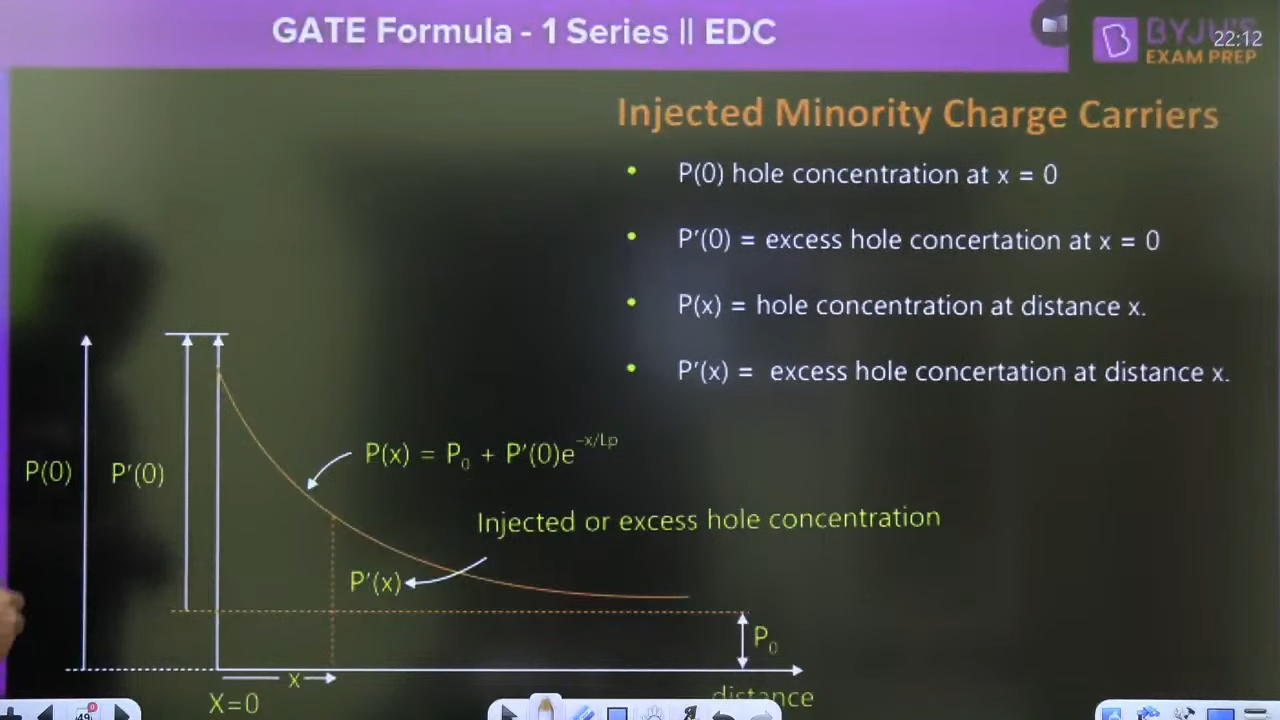 GATE Formula - 1 Series || EDC
BYJU'S
22:12
EXAM PREP
Injected Minority Charge Carriers
• P(0) hole concentration at x = 0
• P'(0) = excess hole concertation at x = 0
• P(x) = hole concentration at distance x.
• P'(x) = excess hole concertation at distance x.
P(x) = P₀ + P'(0)e^(-x/Lp)
P(0)
P'(0)
Injected or excess hole concentration
P'(x)
P₀
x
X=0
distance
49